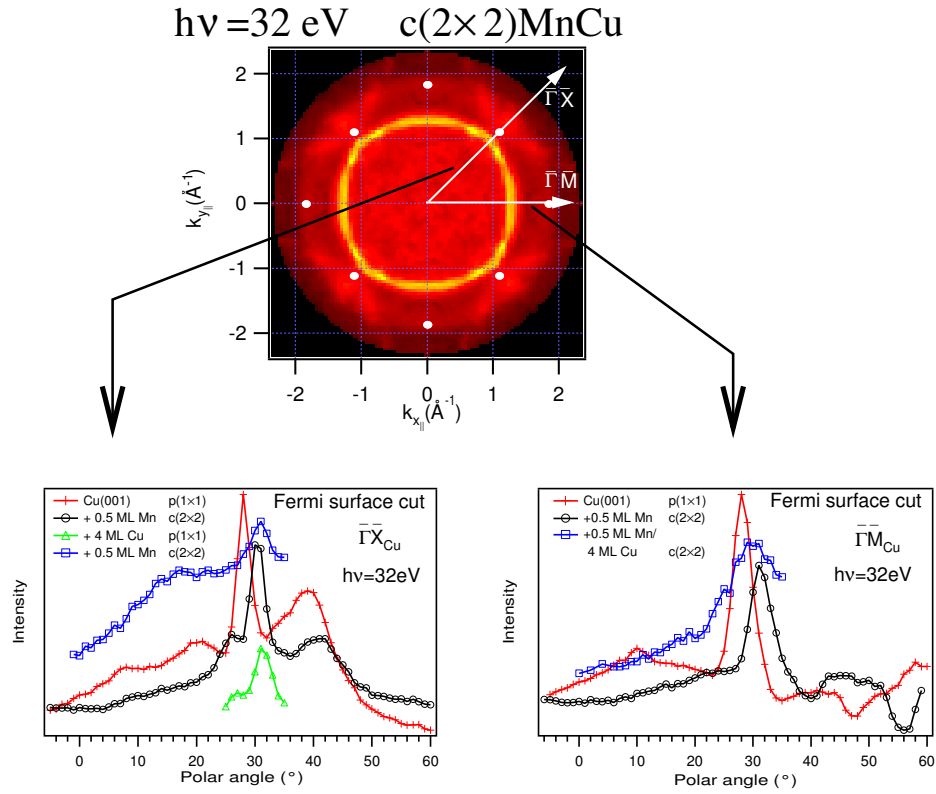 hν =32 eV c(2×2)MnCu
2
1
0
-1
-2
k_y||(Å⁻¹)
Γ̄ X̄
Γ̄ M̄
-2 -1 0 1 2
k_x||(Å⁻¹)
Cu(001) p(1×1)
+ 0.5 ML Mn c(2×2)
+ 4 ML Cu p(1×1)
+ 0.5 ML Mn c(2×2)
Fermi surface cut
Γ̄X̄_Cu
hν=32eV
Intensity
0 10 20 30 40 50 60
Polar angle (°)
Cu(001) p(1×1)
+0.5 ML Mn c(2×2)
+0.5 ML Mn/
4 ML Cu c(2×2)
Fermi surface cut
Γ̄M̄_Cu
hν=32eV
Intensity
0 10 20 30 40 50 60
Polar angle (°)